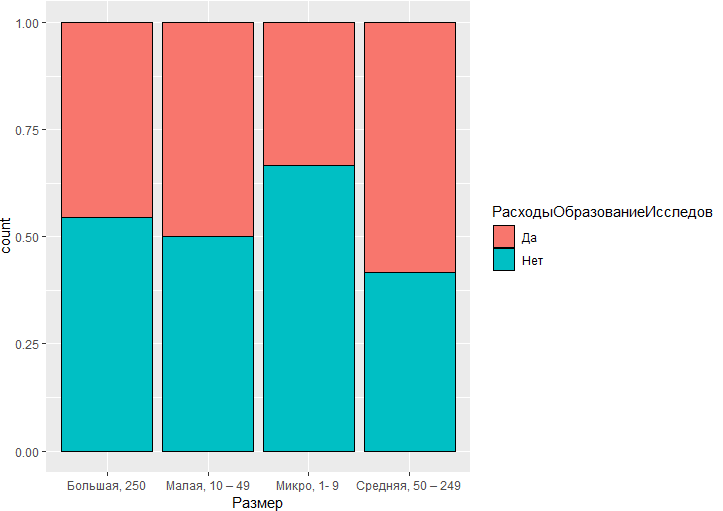 1.00
0.75
0.50
0.25
0.00
count
Большая, 250
Малая, 10 – 49
Микро, 1- 9
Средняя, 50 – 249
Размер
РасходыОбразованиеИсследов
Да
Нет